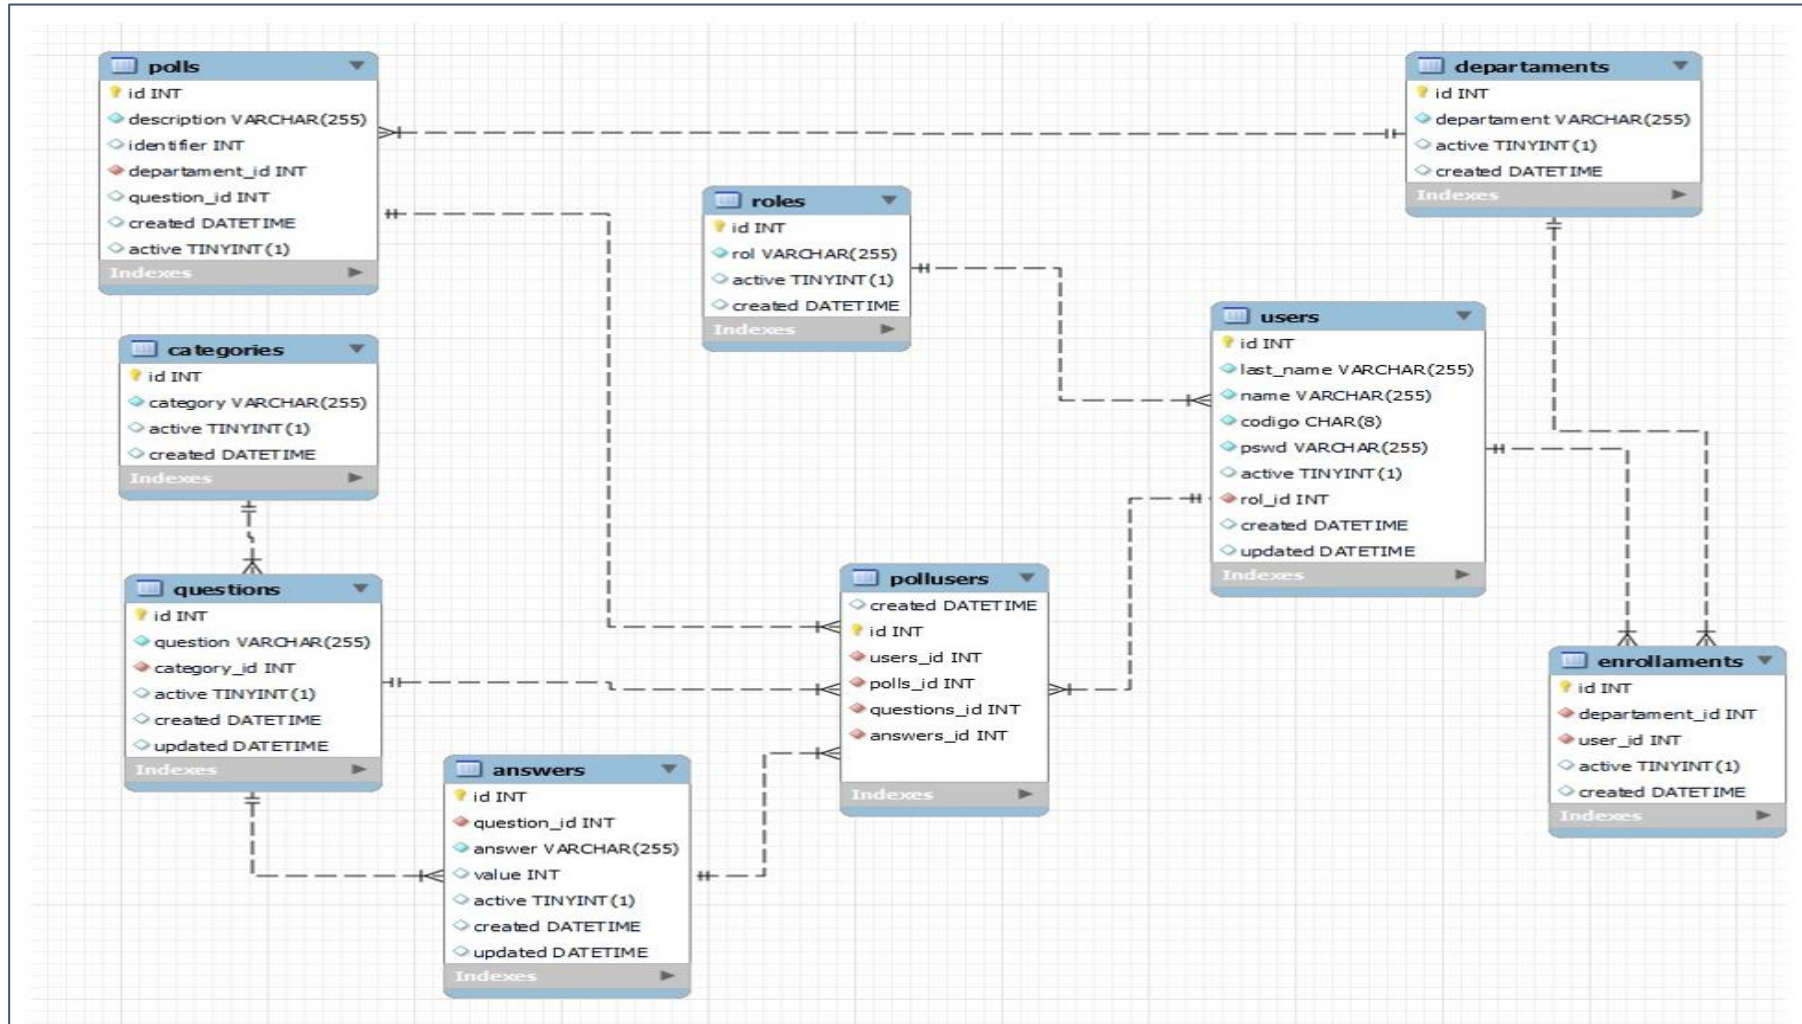 polls
id INT
description VARCHAR(255)
identifier INT
departament_id INT
question_id INT
created DATETIME
active TINYINT(1)
Indexes
departaments
id INT
departament VARCHAR(255)
active TINYINT(1)
created DATETIME
Indexes
roles
id INT
rol VARCHAR(255)
active TINYINT(1)
created DATETIME
Indexes
users
id INT
last_name VARCHAR(255)
name VARCHAR(255)
codigo CHAR(8)
pswd VARCHAR(255)
active TINYINT(1)
rol_id INT
created DATETIME
updated DATETIME
Indexes
categories
id INT
category VARCHAR(255)
active TINYINT(1)
created DATETIME
Indexes
questions
id INT
question VARCHAR(255)
category_id INT
active TINYINT(1)
created DATETIME
updated DATETIME
Indexes
pollusers
created DATETIME
id INT
users_id INT
polls_id INT
questions_id INT
answers_id INT
Indexes
enrollaments
id INT
departament_id INT
user_id INT
active TINYINT(1)
created DATETIME
Indexes
answers
id INT
question_id INT
answer VARCHAR(255)
value INT
active TINYINT(1)
created DATETIME
updated DATETIME
Indexes